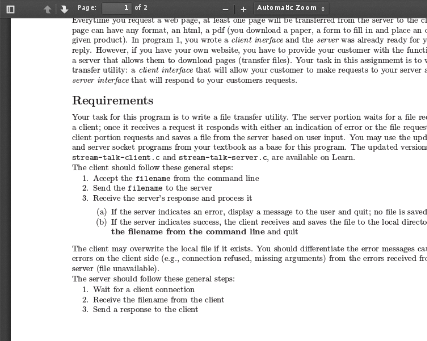 Page: 1 of 2 Automatic Zoom
Everytime you request a web page, at least one page will be transferred from the server to the
page can have any format, an html, a pdf (you download a paper, a form to fill in and place an
given product). In program 1, you wrote a client inerface and the server was already ready for
reply. However, if you have your own website, you have to provide your customer with the
a server that allows them to download pages (transfer files). Your task in this assignment is to
transfer utility: a client interface that will allow your customer to make requests to your server
server interface that will respond to your customers requests.
Requirements
Your task for this program is to write a file transfer utility. The server portion waits for a file
a client; once it receives a request it responds with either an indication of error or the file
client portion requests and saves a file from the server based on user input. You may use the
and server socket programs from your textbook as a base for this program. The updated
stream-talk-client.c and stream-talk-server.c, are available on Learn.
The client should follow these general steps:
1. Accept the filename from the command line
2. Send the filename to the server
3. Receive the server's response and process it
(a) If the server indicates an error, display a message to the user and quit; no file is saved
(b) If the server indicates success, the client receives and saves the file to the local
the filename from the command line and quit
The client may overwrite the local file if it exists. You should differentiate the error messages
errors on the client side (e.g., connection refused, missing arguments) from the errors received
server (file unavailable).
The server should follow these general steps:
1. Wait for a client connection
2. Receive the filename from the client
3. Send a response to the client